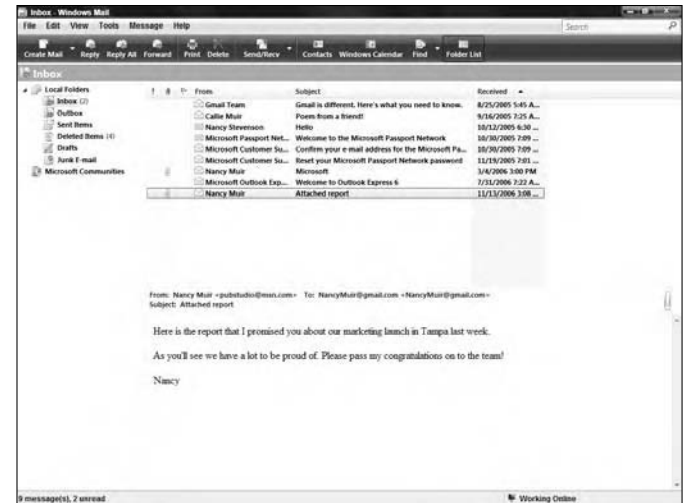 Inbox - Windows Mail
File Edit View Tools Message Help
Search
Create Mail Reply Reply All Forward Print Delete Send/Recv Contacts Windows Calendar Find Folder List
Inbox
Local Folders
Inbox (2)
Outbox
Sent Items
Deleted Items (4)
Drafts
Junk E-mail
Microsoft Communities
! From Subject Received
Gmail Team Gmail is different. Here's what you need to know. 8/25/2005 5:45 A...
Callie Muir Poem from a friend! 9/16/2005 7:25 A...
Nancy Stevenson Hello 10/12/2005 6:30 ...
Microsoft Passport Net... Welcome to the Microsoft Passport Network 10/30/2005 7:09 ...
Microsoft Customer Su... Confirm your e-mail address for the Microsoft Pa... 10/30/2005 7:09 ...
Microsoft Customer Su... Reset your Microsoft Passport Network password 11/19/2005 7:01 ...
Nancy Muir Microsoft 3/4/2006 3:00 PM
Microsoft Outlook Exp... Welcome to Outlook Express 6 7/31/2006 7:22 A...
Nancy Muir Attached report 11/13/2006 3:08 ...
From: Nancy Muir <pubstudio@msn.com> To: NancyMuir@gmail.com <NancyMuir@gmail.com>
Subject: Attached report
Here is the report that I promised you about our marketing launch in Tampa last week.
As you'll see we have a lot to be proud of. Please pass my congratulations on to the team!
Nancy
9 message(s), 2 unread
Working Online